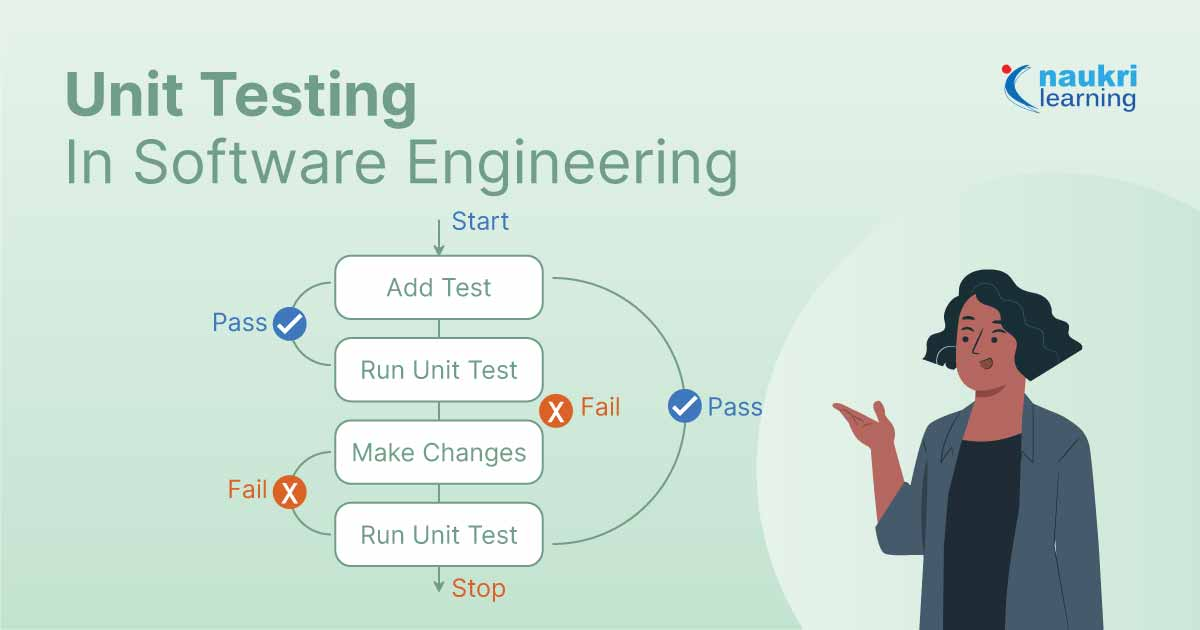 Unit Testing
In Software Engineering
naukri
learning
Start
Add Test
Pass
Run Unit Test
X Fail
Pass
Make Changes
Fail X
Run Unit Test
Stop